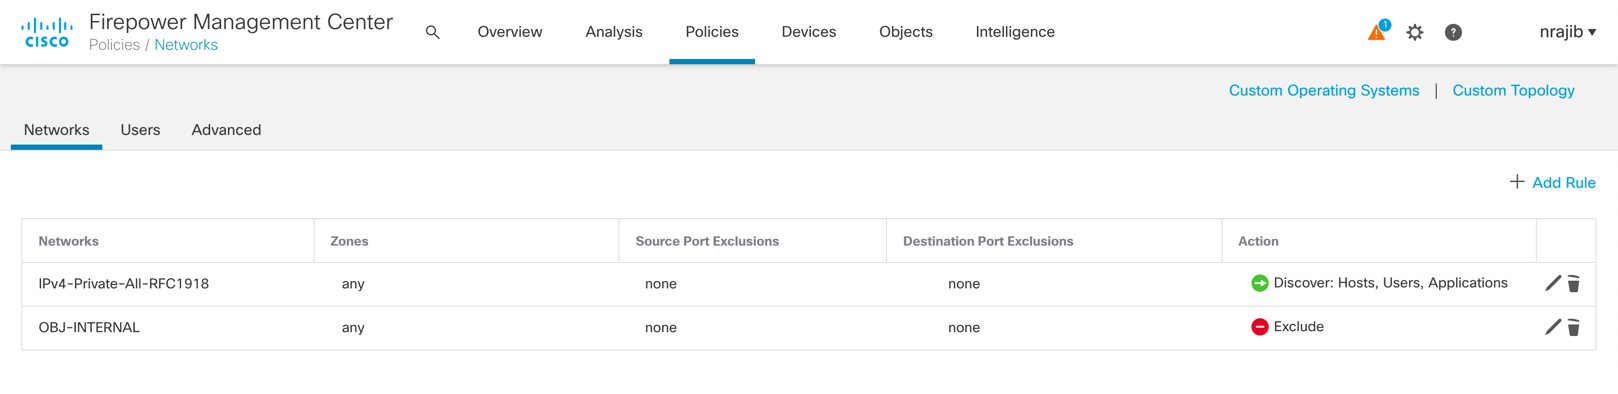 CISCO
Firepower Management Center
Policies / Networks
Overview Analysis Policies Devices Objects Intelligence
1
?
nrajib
Custom Operating Systems | Custom Topology
Networks Users Advanced
+ Add Rule
Networks Zones Source Port Exclusions Destination Port Exclusions Action
IPv4-Private-All-RFC1918 any none none Discover: Hosts, Users, Applications
OBJ-INTERNAL any none none Exclude